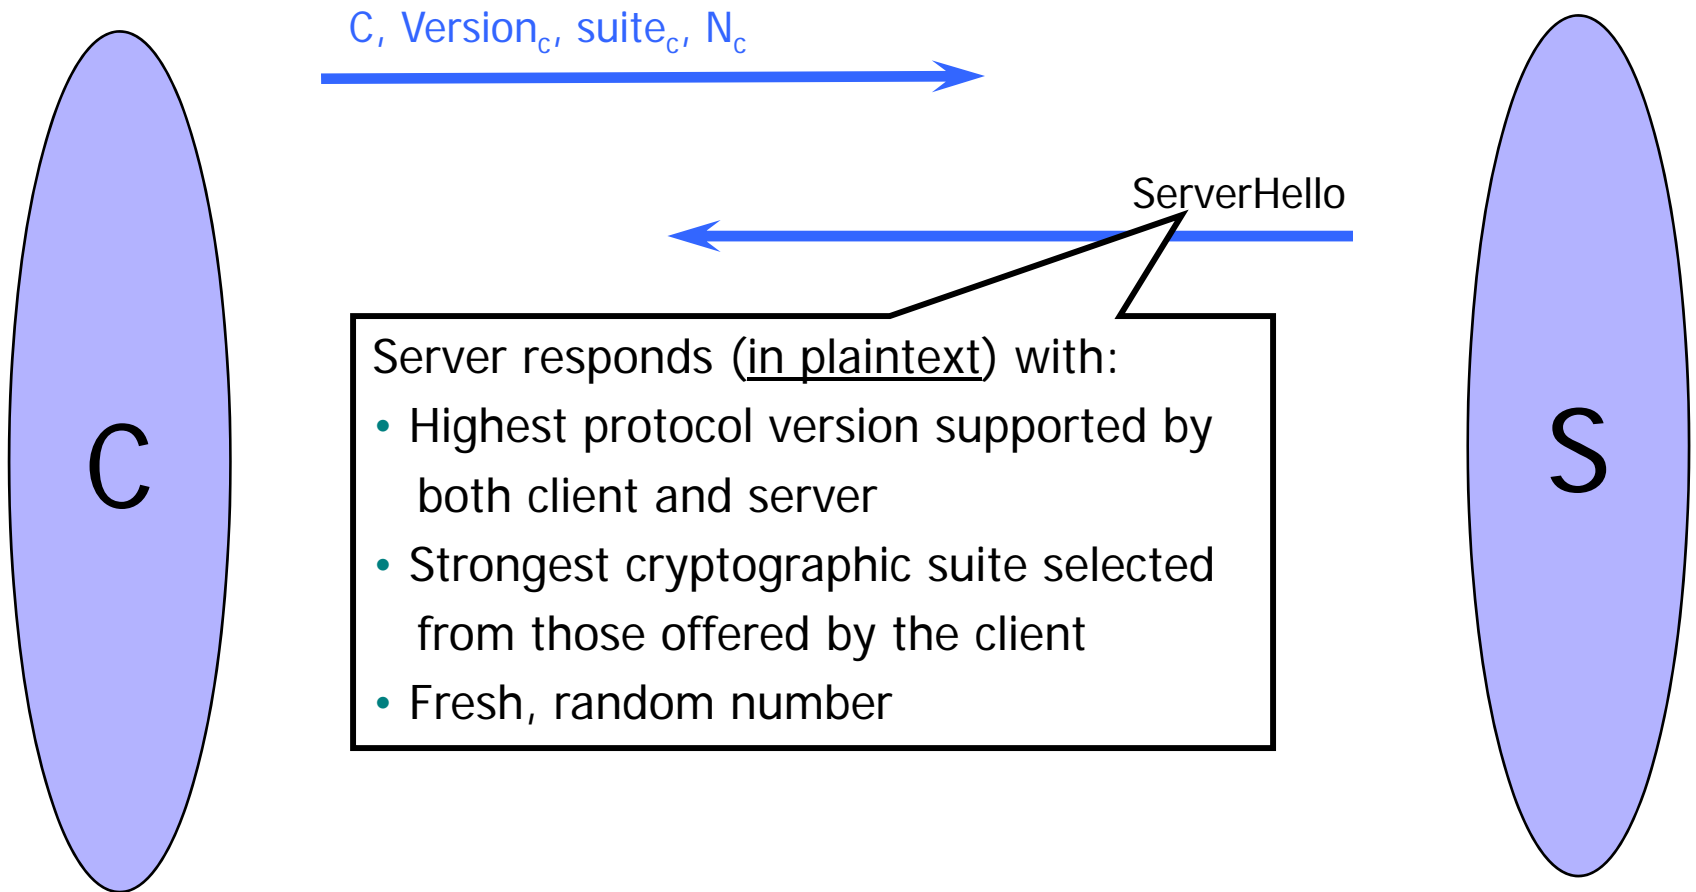 C, Version_c, suite_c, N_c
ServerHello
Server responds (in plaintext) with:
• Highest protocol version supported by
both client and server
• Strongest cryptographic suite selected
from those offered by the client
• Fresh, random number
C
S